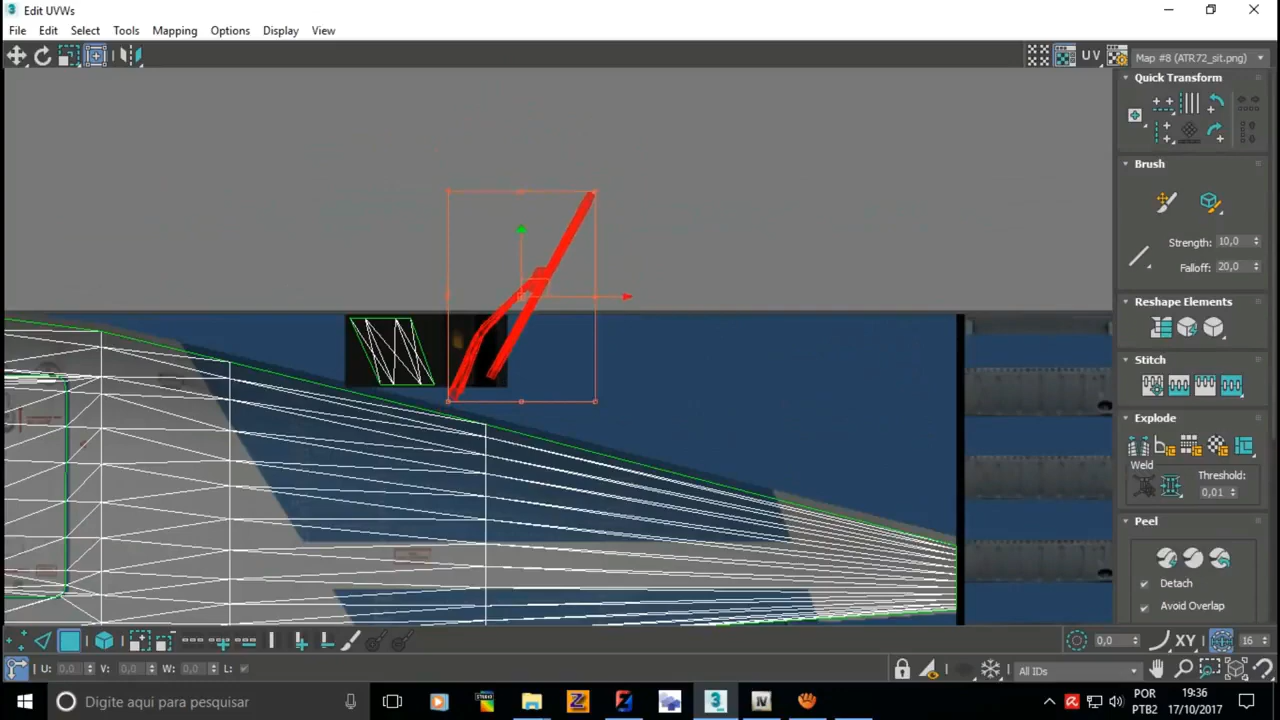 Edit UVWs
File Edit Select Tools Mapping Options Display View
UV Map #8 (ATR72_sit.png)
Quick Transform
Brush
Strength: 10,0
Falloff: 20,0
Reshape Elements
Stitch
Explode
Weld
Threshold:
0,01
Peel
Detach
Avoid Overlap
0,0 XY 16
U: 0,0 V: 0,0 W: 0,0 L: All IDs
Digite aqui para pesquisar
POR 19:36
PTB2 17/10/2017